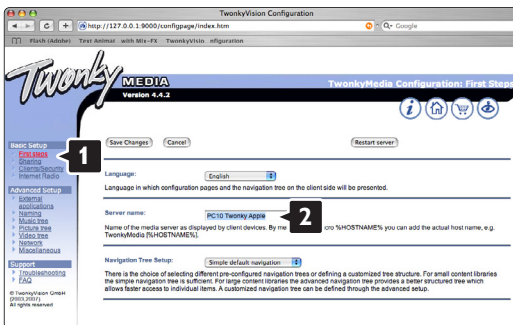 TwonkyVision Configuration
http://127.0.0.1:9000/configpage/index.htm
Q- Google
Flash (Adobe) Text Animat with Mix-FX TwonkyVisio nfiguration
Twonky
MEDIA
Version 4.4.2
TwonkyMedia Configuration: First Steps
Basic Setup
First steps
Sharing
Clients/Security
Internet Radio
Advanced Setup
External
applications
Naming
Music tree
Picture tree
Video tree
Network
Miscellaneous
Support
Troubleshooting
FAQ
© TwonkyVision GmbH
(2003,2007)
All rights reserved
1
Save Changes Cancel Restart server
Language: English
Language in which configuration pages and the navigation tree on the client side will be presented.
Server name: PC10 Twonky Apple
2
Name of the media server as displayed by client devices. By me cro %HOSTNAME% you can add the actual host name, e.g.
TwonkyMedia [%HOSTNAME%].
Navigation Tree Setup: Simple default navigation
There is the choice of selecting different pre-configured navigation trees or defining a customized tree structure. For small content libraries
the simple navigation tree is sufficient. For large content libraries the advanced navigation tree provides a better structured tree which
allows faster access to individual items. A customized navigation tree can be defined through the advanced setup.